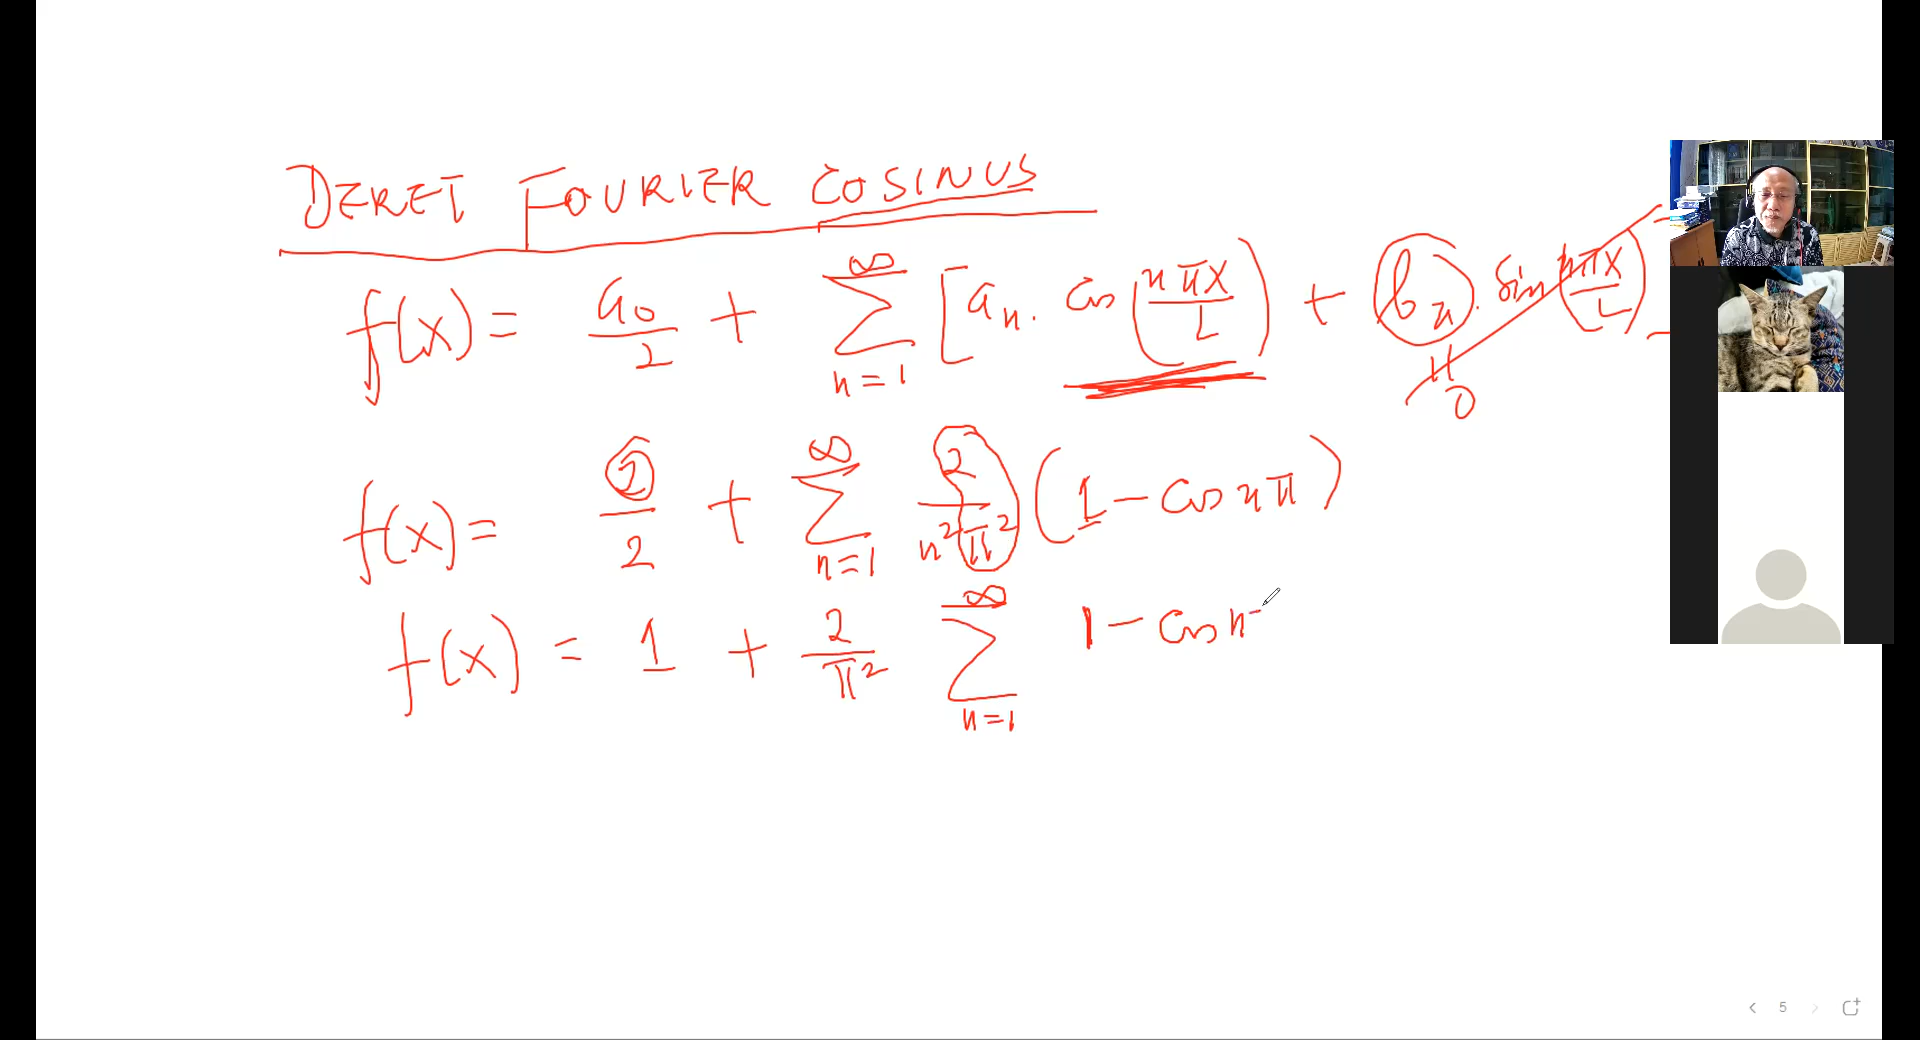 DERET FOURIER COSINUS
f(x) = a₀/2 + ∑_{n=1}^{∞} [aₙ. cos (nπx/L) + bₙ. sin (nπx/L)
= 0
f(x) = 2/2 + ∑_{n=1}^{∞} 2/(n²π²) (1 - cos nπ)
f(x) = 1 + 2/π² ∑_{n=1}^{∞} 1 - cos n
5